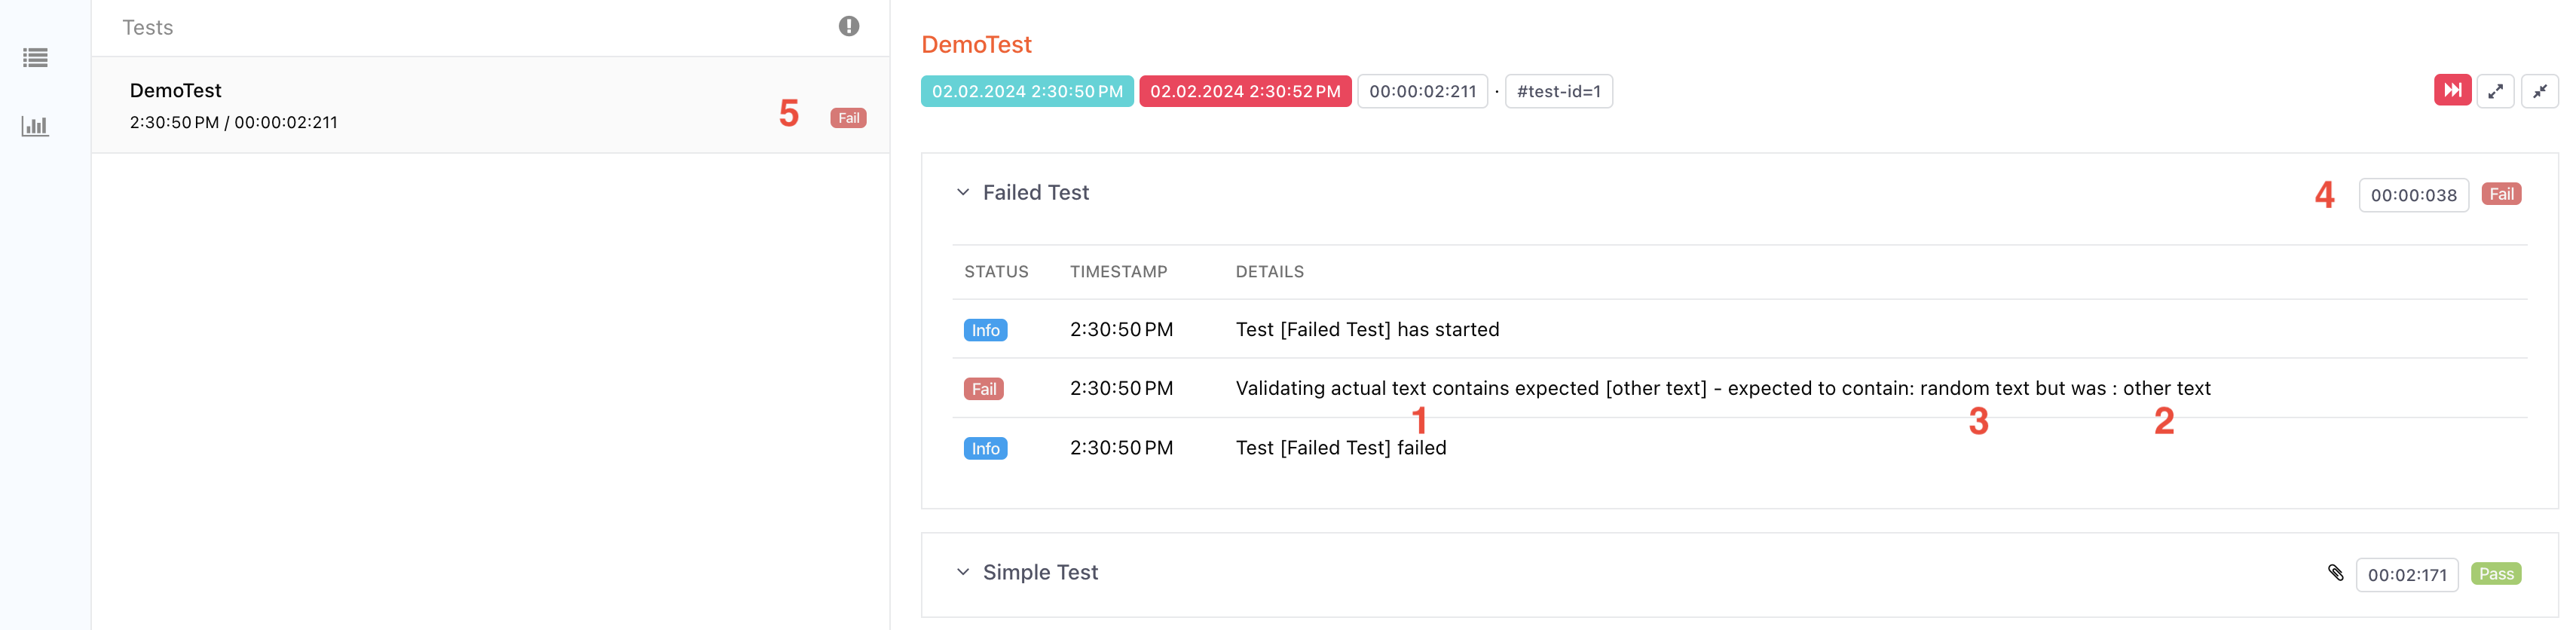 Tests
DemoTest
2:30:50 PM / 00:00:02:211
5
Fail
DemoTest
02.02.2024 2:30:50 PM 02.02.2024 2:30:52 PM 00:00:02:211 · #test-id=1
Failed Test
4
00:00:038
Fail
STATUS TIMESTAMP DETAILS
Info 2:30:50 PM Test [Failed Test] has started
Fail 2:30:50 PM Validating actual text contains expected [other text] - expected to contain: random text but was : other text
1 3 2
Info 2:30:50 PM Test [Failed Test] failed
Simple Test
00:02:171
Pass